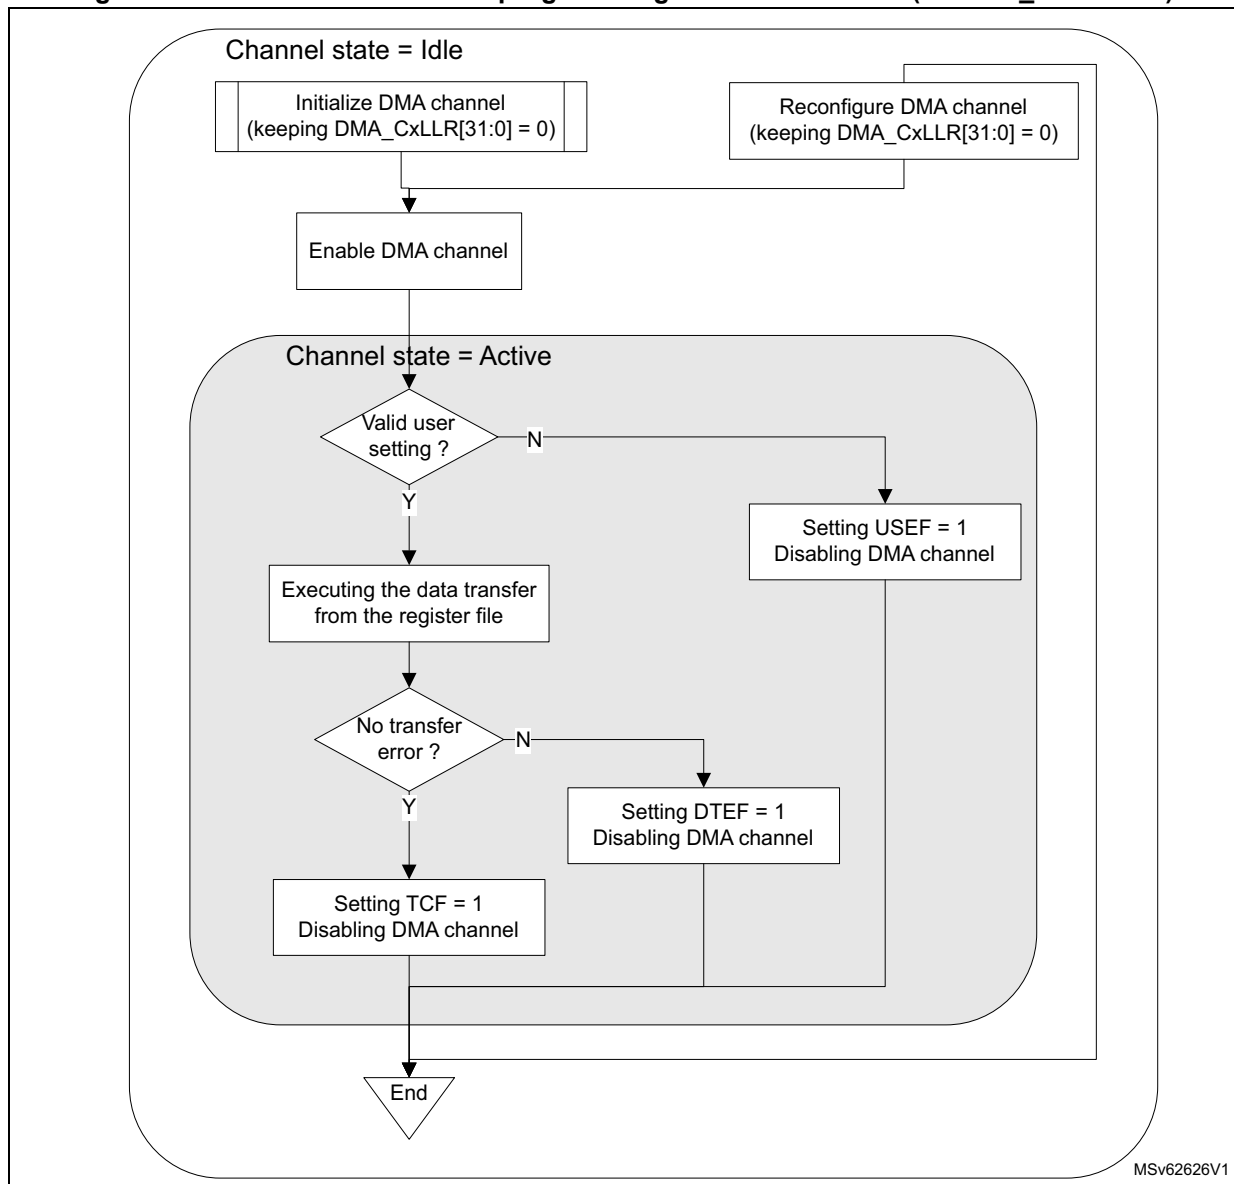 Channel state = Idle
Initialize DMA channel
(keeping DMA_CxLLR[31:0] = 0)
Reconfigure DMA channel
(keeping DMA_CxLLR[31:0] = 0)
Enable DMA channel
Channel state = Active
Valid user
setting ?
N
Y
Setting USEF = 1
Disabling DMA channel
Executing the data transfer
from the register file
No transfer
error ?
N
Y
Setting DTEF = 1
Disabling DMA channel
Setting TCF = 1
Disabling DMA channel
End
MSv62626V1